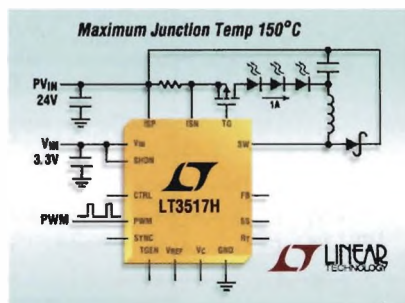 Maximum Junction Temp 150°C
PVIN
24V
ISP
ISN
TG
1A
VIN
3.3V
VIN
SHDN
SW
CTRL
LT3517H
FB
PWM
PWM
SS
SYNC
RT
TGEN
VREF
VC
GND
LINEAR
TECHNOLOGY